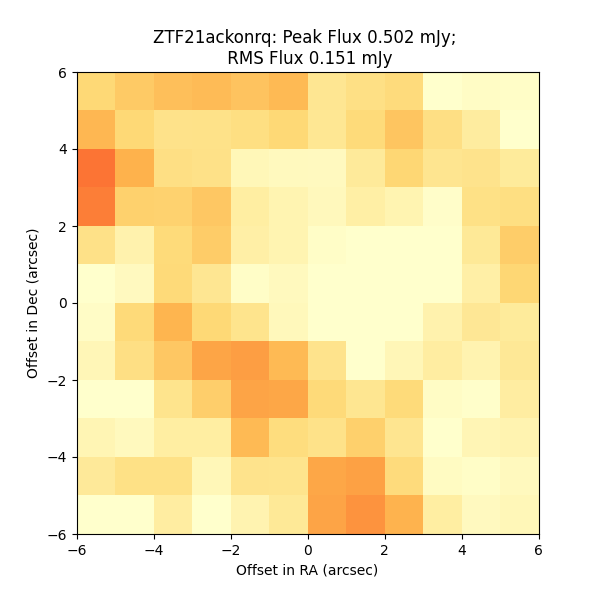 ZTF21ackonrq: Peak Flux 0.502 mJy;
RMS Flux 0.151 mJy
6
4
2
0
−2
−4
−6
Offset in Dec (arcsec)
−6 −4 −2 0 2 4 6
Offset in RA (arcsec)